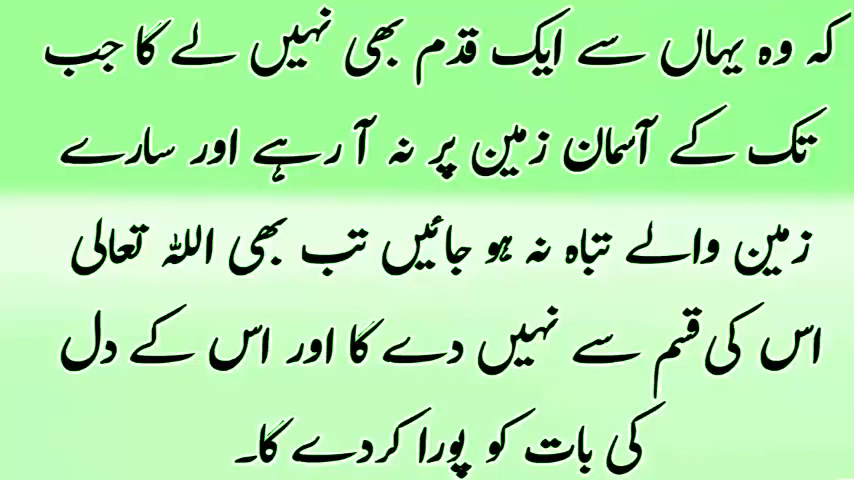 کہ وہ یہاں سے ایک قدم بھی نہیں لے گا جب
تک کے آسمان زمین پر نہ آ رہے اور سارے
زمین والے تباہ نہ ہو جائیں تب بھی اللہ تعالی
اس کی قسم سے نہیں دے گا اور اس کے دل
کی بات کو پورا کردے گا۔